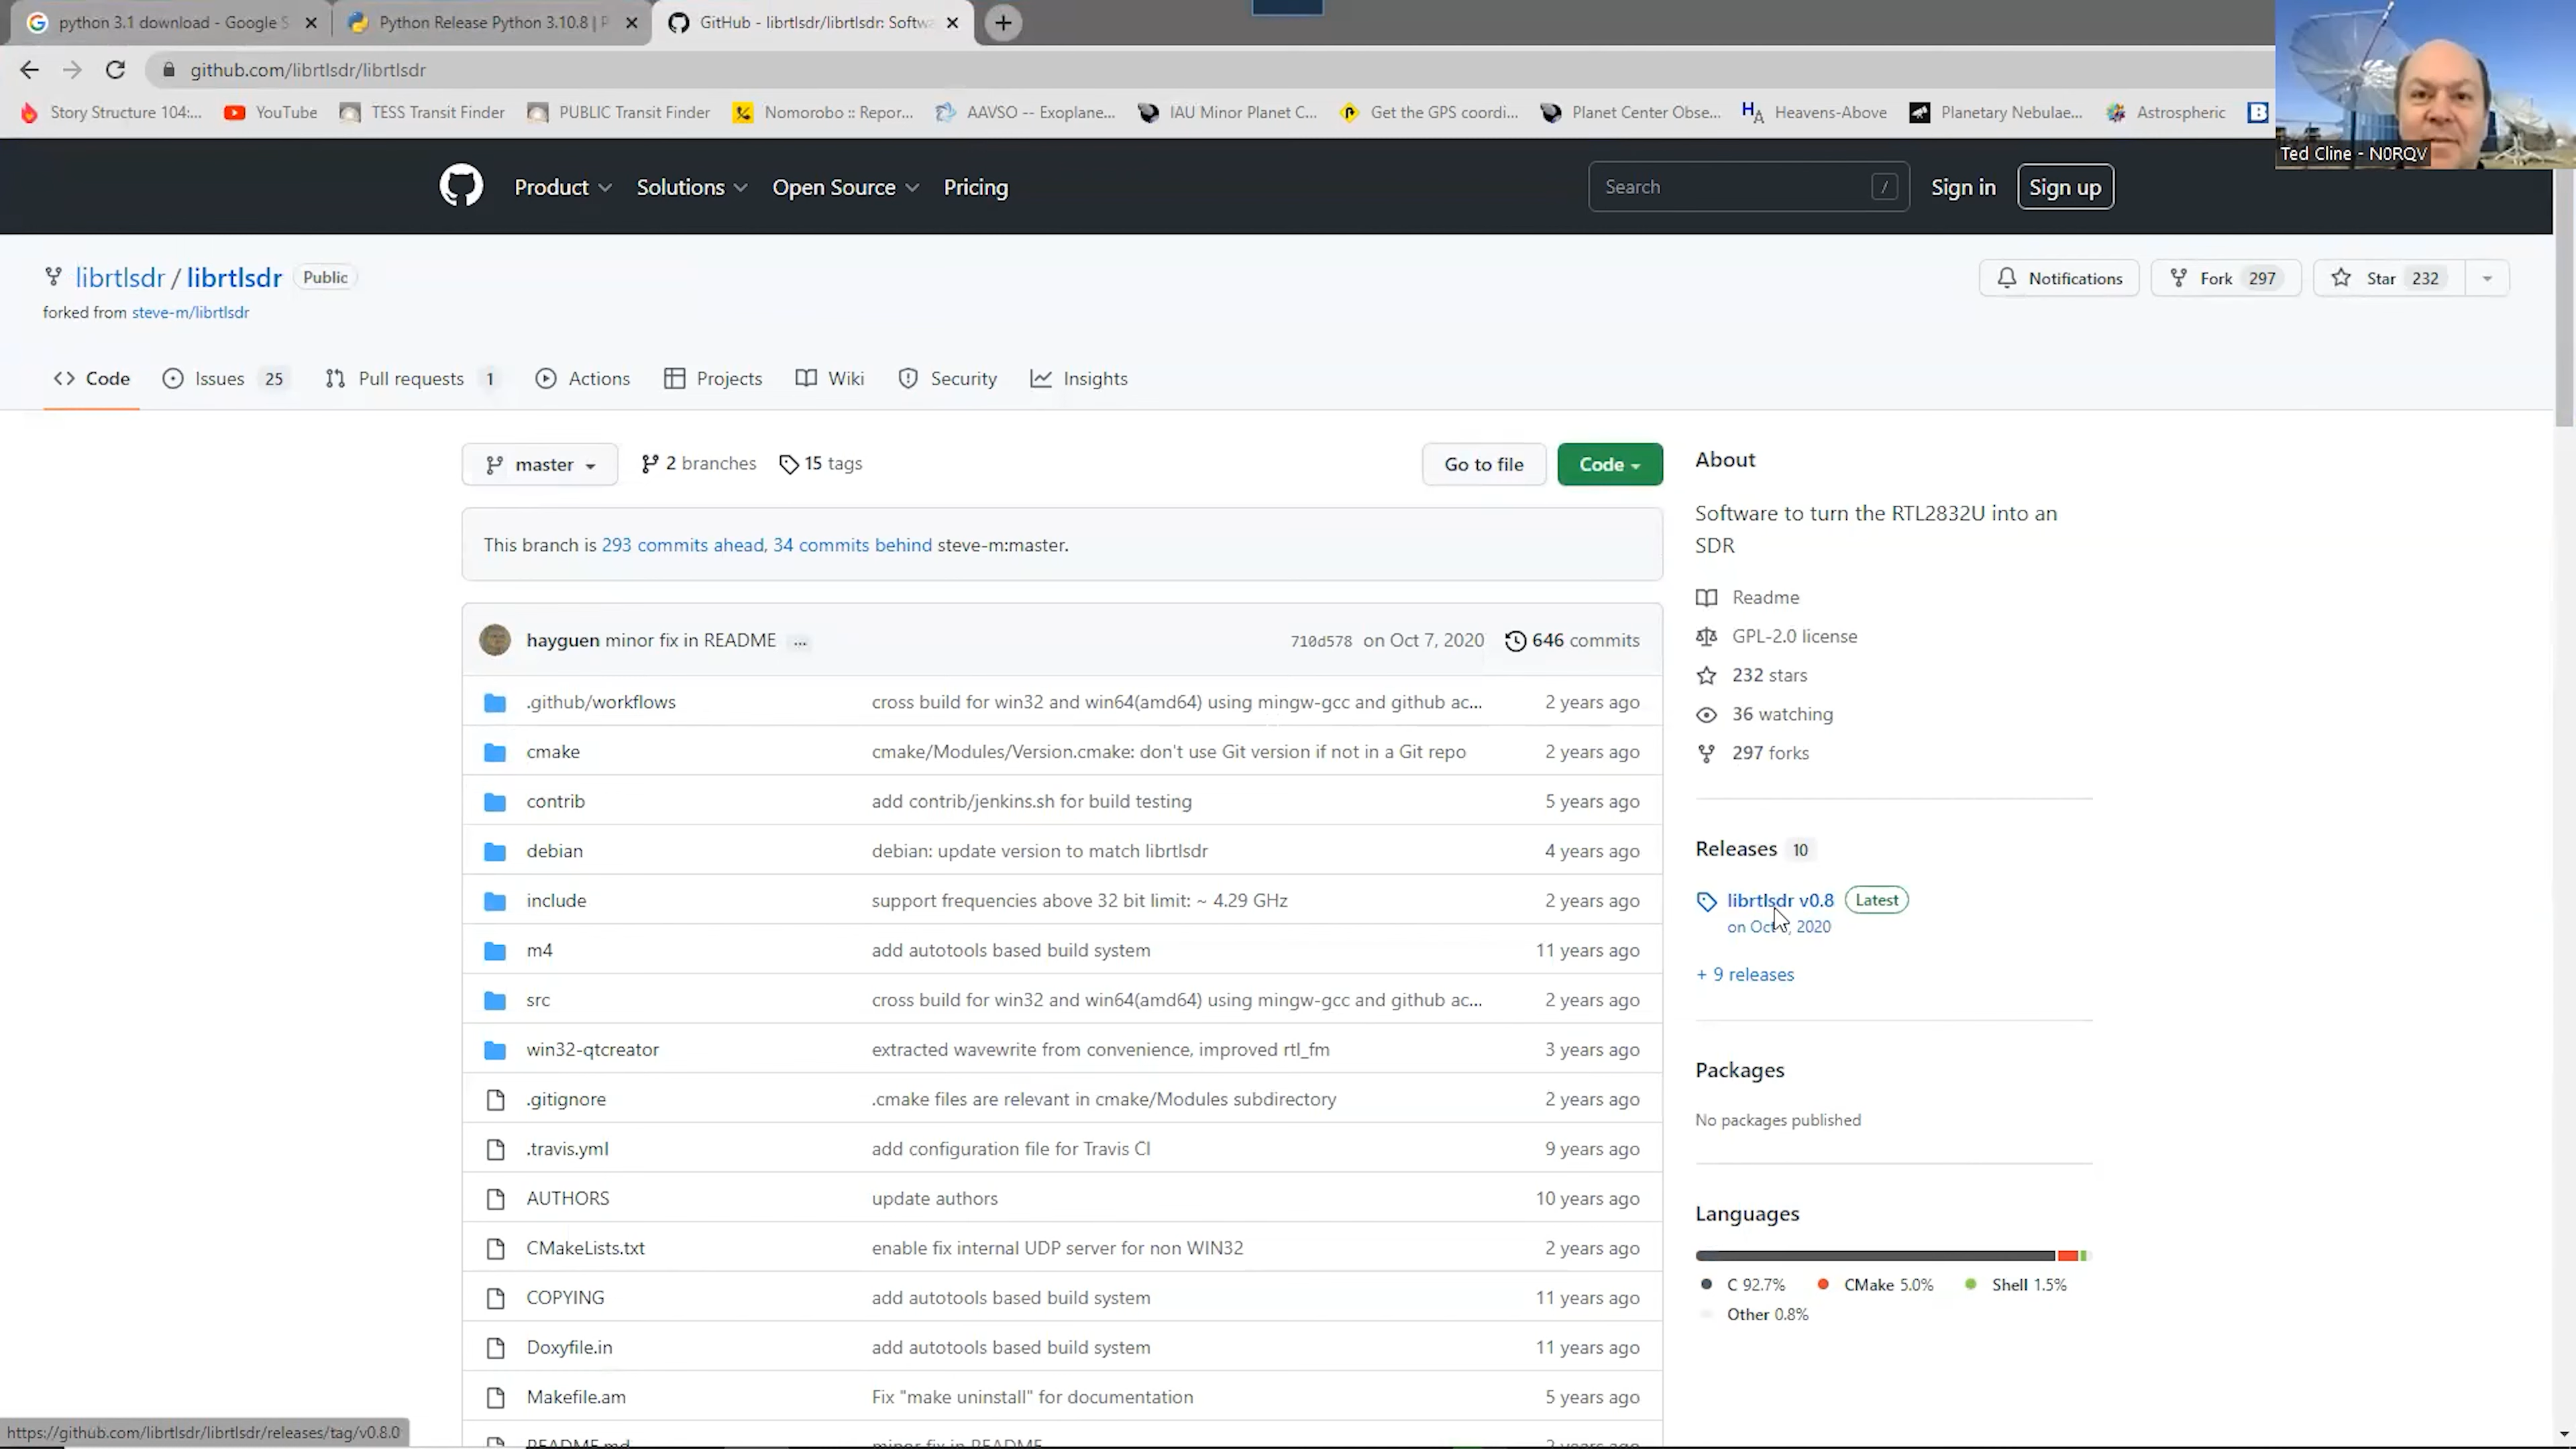 python 3.1 download - Google S
Python Release Python 3.10.8 | P
GitHub - librtlsdr/librtlsdr: Softwa
github.com/librtlsdr/librtlsdr
Story Structure 104:...
YouTube
TESS Transit Finder
PUBLIC Transit Finder
Nomorobo :: Repor...
AAVSO -- Exoplane...
IAU Minor Planet C...
Get the GPS coordi...
Planet Center Obse...
Heavens-Above
Planetary Nebulae...
Astrospheric
Ted Cline - N0RQV
Product
Solutions
Open Source
Pricing
Search /
Sign in
Sign up
librtlsdr / librtlsdr Public
forked from steve-m/librtlsdr
Notifications
Fork 297
Star 232
Code
Issues 25
Pull requests 1
Actions
Projects
Wiki
Security
Insights
master
2 branches
15 tags
Go to file
Code
This branch is 293 commits ahead, 34 commits behind steve-m:master.
hayguen minor fix in README ... 710d578 on Oct 7, 2020 646 commits
.github/workflows cross build for win32 and win64(amd64) using mingw-gcc and github ac... 2 years ago
cmake cmake/Modules/Version.cmake: don't use Git version if not in a Git repo 2 years ago
contrib add contrib/jenkins.sh for build testing 5 years ago
debian debian: update version to match librtlsdr 4 years ago
include support frequencies above 32 bit limit: ~ 4.29 GHz 2 years ago
m4 add autotools based build system 11 years ago
src cross build for win32 and win64(amd64) using mingw-gcc and github ac... 2 years ago
win32-qtcreator extracted wavewrite from convenience, improved rtl_fm 3 years ago
.gitignore .cmake files are relevant in cmake/Modules subdirectory 2 years ago
.travis.yml add configuration file for Travis CI 9 years ago
AUTHORS update authors 10 years ago
CMakeLists.txt enable fix internal UDP server for non WIN32 2 years ago
COPYING add autotools based build system 11 years ago
Doxyfile.in add autotools based build system 11 years ago
Makefile.am Fix "make uninstall" for documentation 5 years ago
README.md minor fix in README 2 years ago
About
Software to turn the RTL2832U into an
SDR
Readme
GPL-2.0 license
232 stars
36 watching
297 forks
Releases 10
librtlsdr v0.8 Latest
on Oct , 2020
+ 9 releases
Packages
No packages published
Languages
C 92.7% CMake 5.0% Shell 1.5%
Other 0.8%
https://github.com/librtlsdr/librtlsdr/releases/tag/v0.8.0